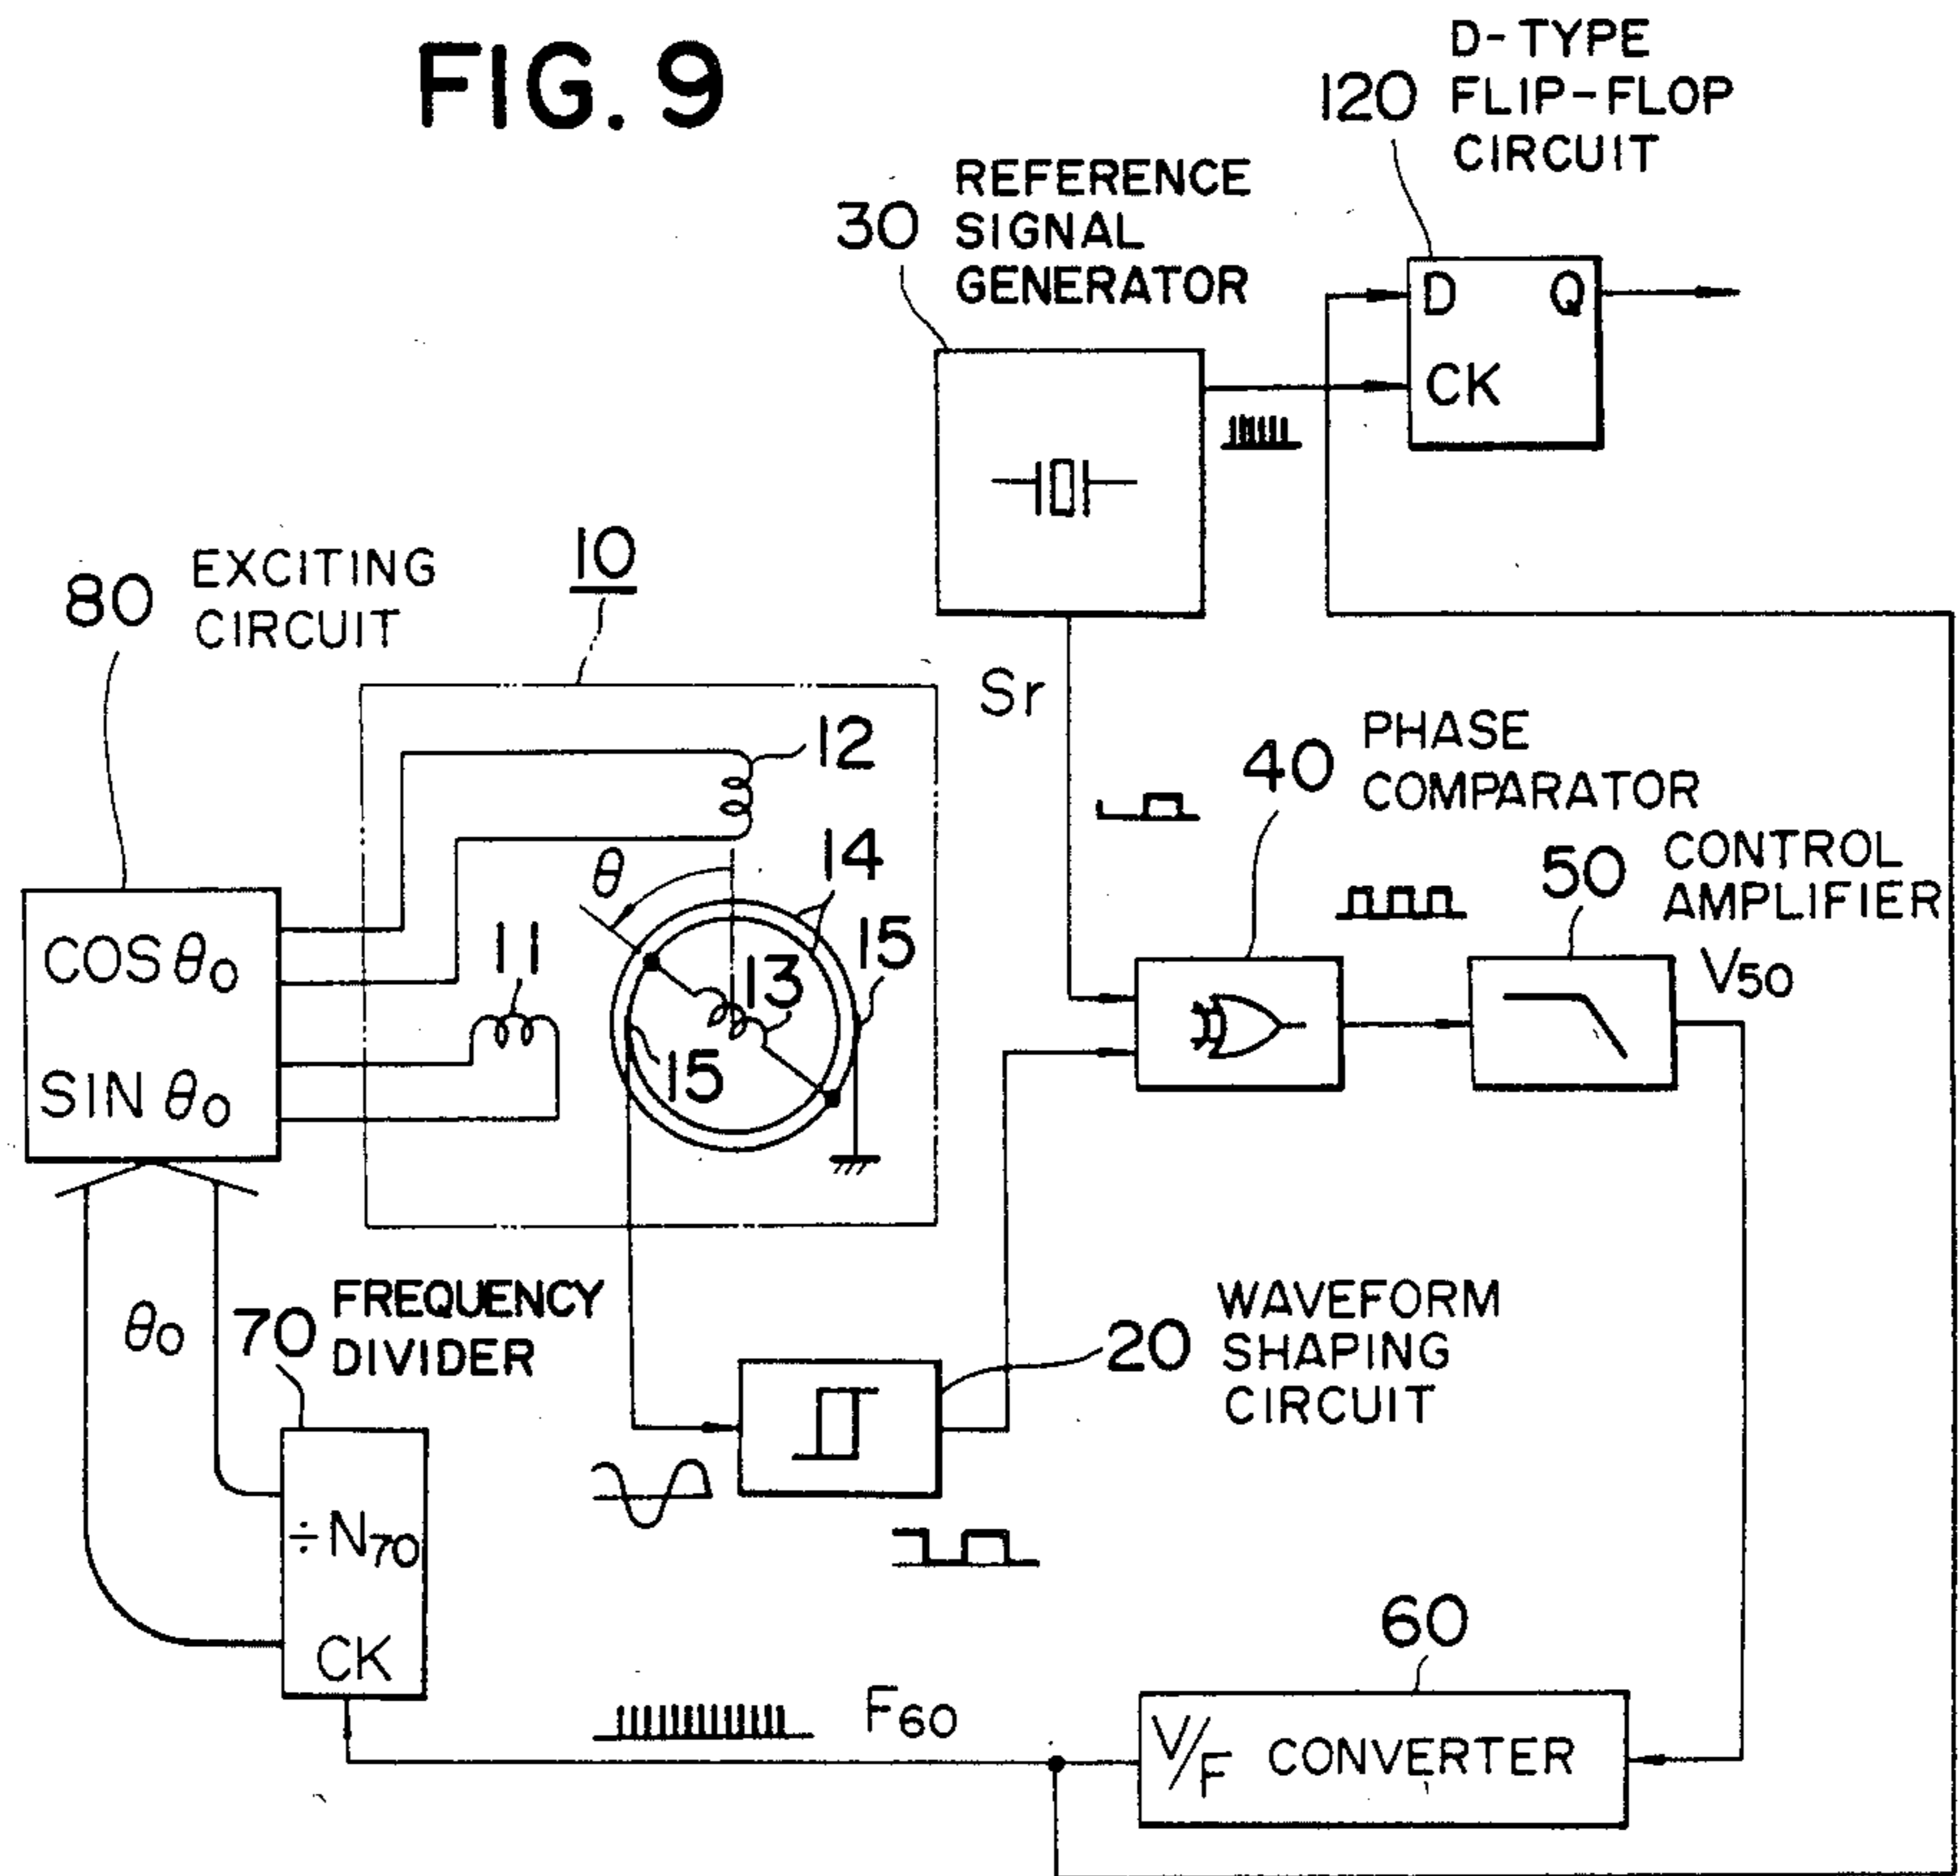 FIG. 9
D-TYPE
120 FLIP-FLOP
CIRCUIT
REFERENCE
30 SIGNAL
GENERATOR
D Q
CK
10
EXCITING
80 CIRCUIT
Sr
12
PHASE
40 COMPARATOR
θ
14
CONTROL
50 AMPLIFIER
V50
COS θ0
11
13
15
SIN θ0
15
θ0
FREQUENCY
70 DIVIDER
WAVEFORM
20 SHAPING
CIRCUIT
÷N70
CK
60
F60
V/F CONVERTER